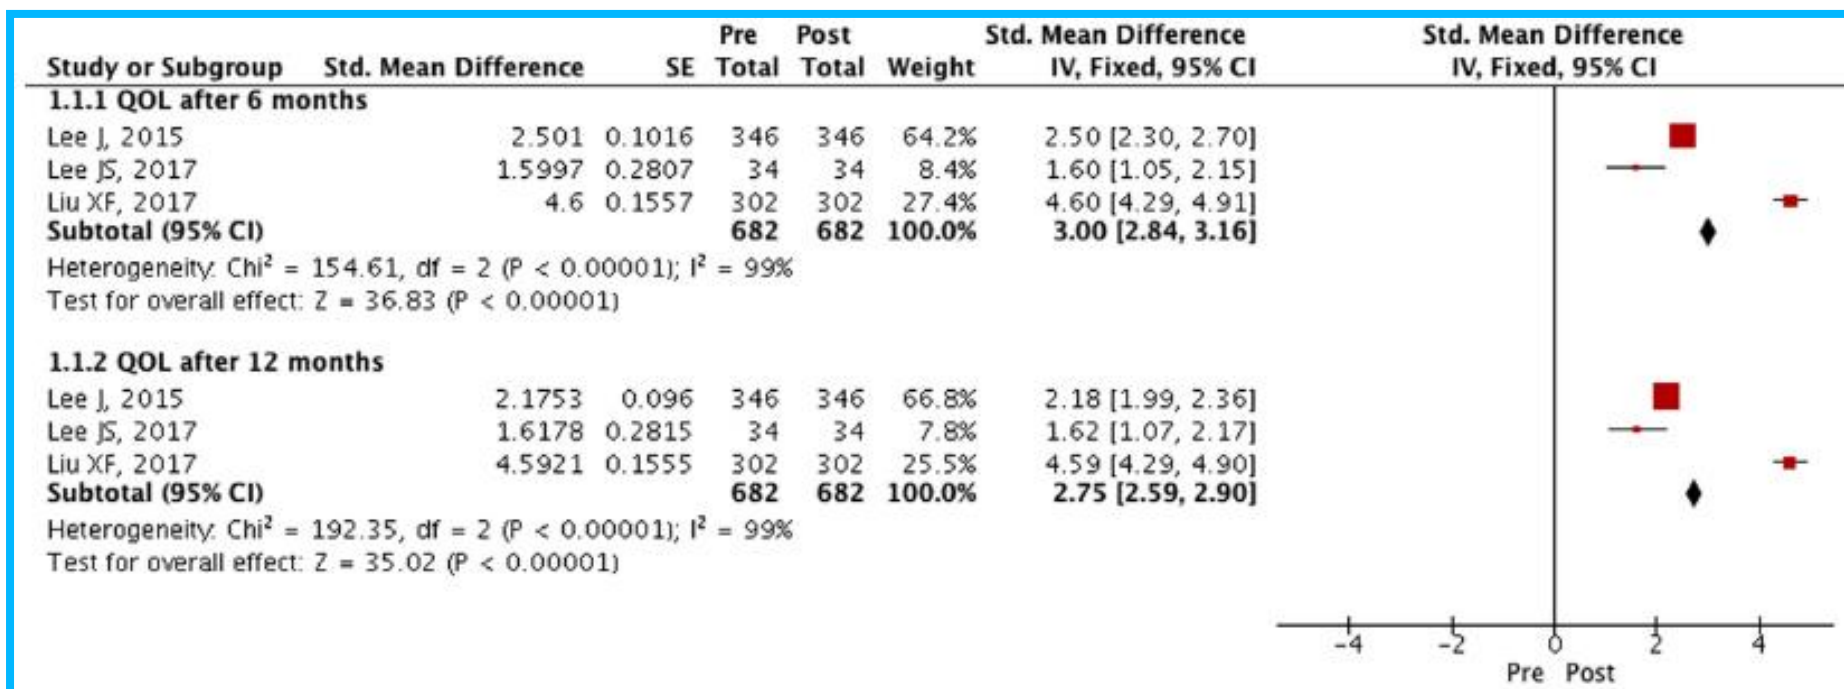 Pre Post Std. Mean Difference Std. Mean Difference
Study or Subgroup Std. Mean Difference SE Total Total Weight IV, Fixed, 95% CI IV, Fixed, 95% CI
1.1.1 QOL after 6 months
Lee J, 2015 2.501 0.1016 346 346 64.2% 2.50 [2.30, 2.70]
Lee JS, 2017 1.5997 0.2807 34 34 8.4% 1.60 [1.05, 2.15]
Liu XF, 2017 4.6 0.1557 302 302 27.4% 4.60 [4.29, 4.91]
Subtotal (95% CI) 682 682 100.0% 3.00 [2.84, 3.16]
Heterogeneity: Chi² = 154.61, df = 2 (P < 0.00001); I² = 99%
Test for overall effect: Z = 36.83 (P < 0.00001)
1.1.2 QOL after 12 months
Lee J, 2015 2.1753 0.096 346 346 66.8% 2.18 [1.99, 2.36]
Lee JS, 2017 1.6178 0.2815 34 34 7.8% 1.62 [1.07, 2.17]
Liu XF, 2017 4.5921 0.1555 302 302 25.5% 4.59 [4.29, 4.90]
Subtotal (95% CI) 682 682 100.0% 2.75 [2.59, 2.90]
Heterogeneity: Chi² = 192.35, df = 2 (P < 0.00001); I² = 99%
Test for overall effect: Z = 35.02 (P < 0.00001)
-4 -2 0 2 4
Pre Post